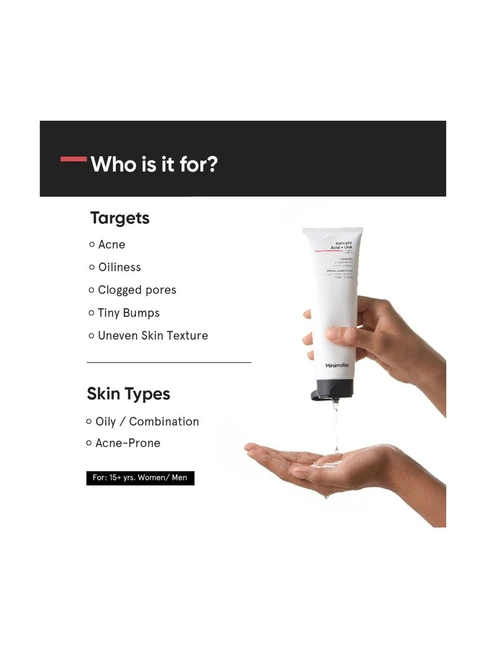 Who is it for?
Targets
Acne
Oiliness
Clogged pores
Tiny Bumps
Uneven Skin Texture
Skin Types
Oily / Combination
Acne-Prone
For: 15+ yrs. Women/ Men
Salicylic
Acid + LHA
Minimalist